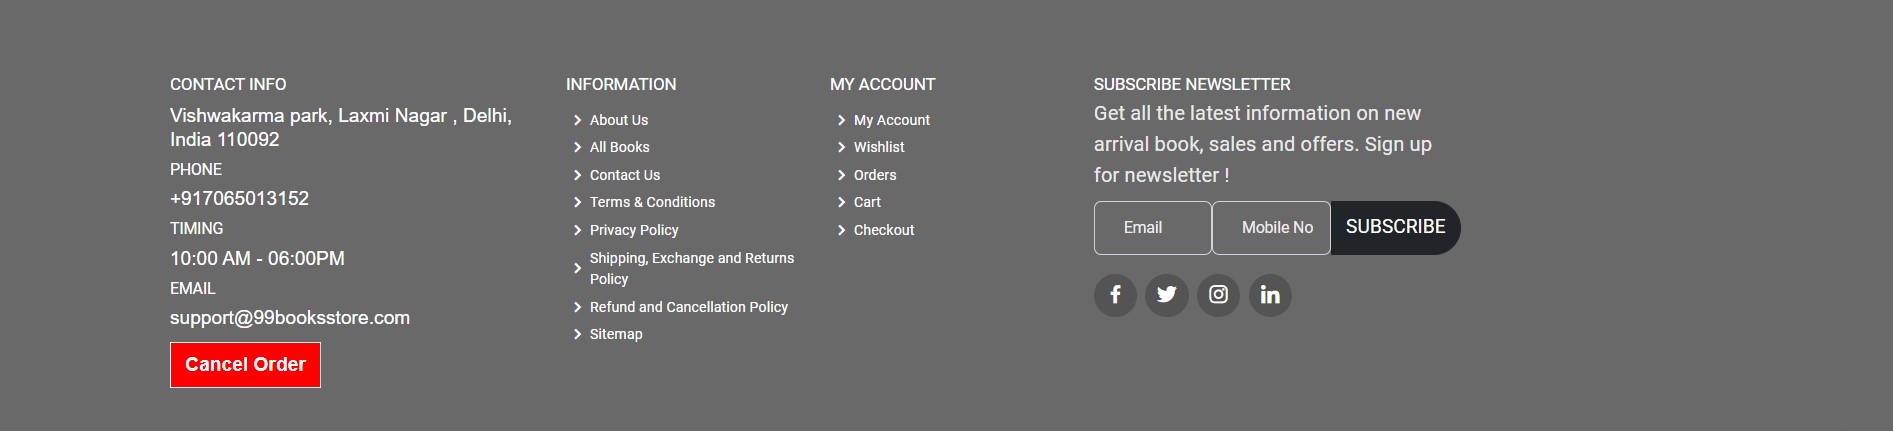 CONTACT INFO
Vishwakarma park, Laxmi Nagar , Delhi,
India 110092
PHONE
+917065013152
TIMING
10:00 AM - 06:00PM
EMAIL
support@99booksstore.com
Cancel Order
INFORMATION
About Us
All Books
Contact Us
Terms & Conditions
Privacy Policy
Shipping, Exchange and Returns
Policy
Refund and Cancellation Policy
Sitemap
MY ACCOUNT
My Account
Wishlist
Orders
Cart
Checkout
SUBSCRIBE NEWSLETTER
Get all the latest information on new
arrival book, sales and offers. Sign up
for newsletter !
Email Mobile No SUBSCRIBE